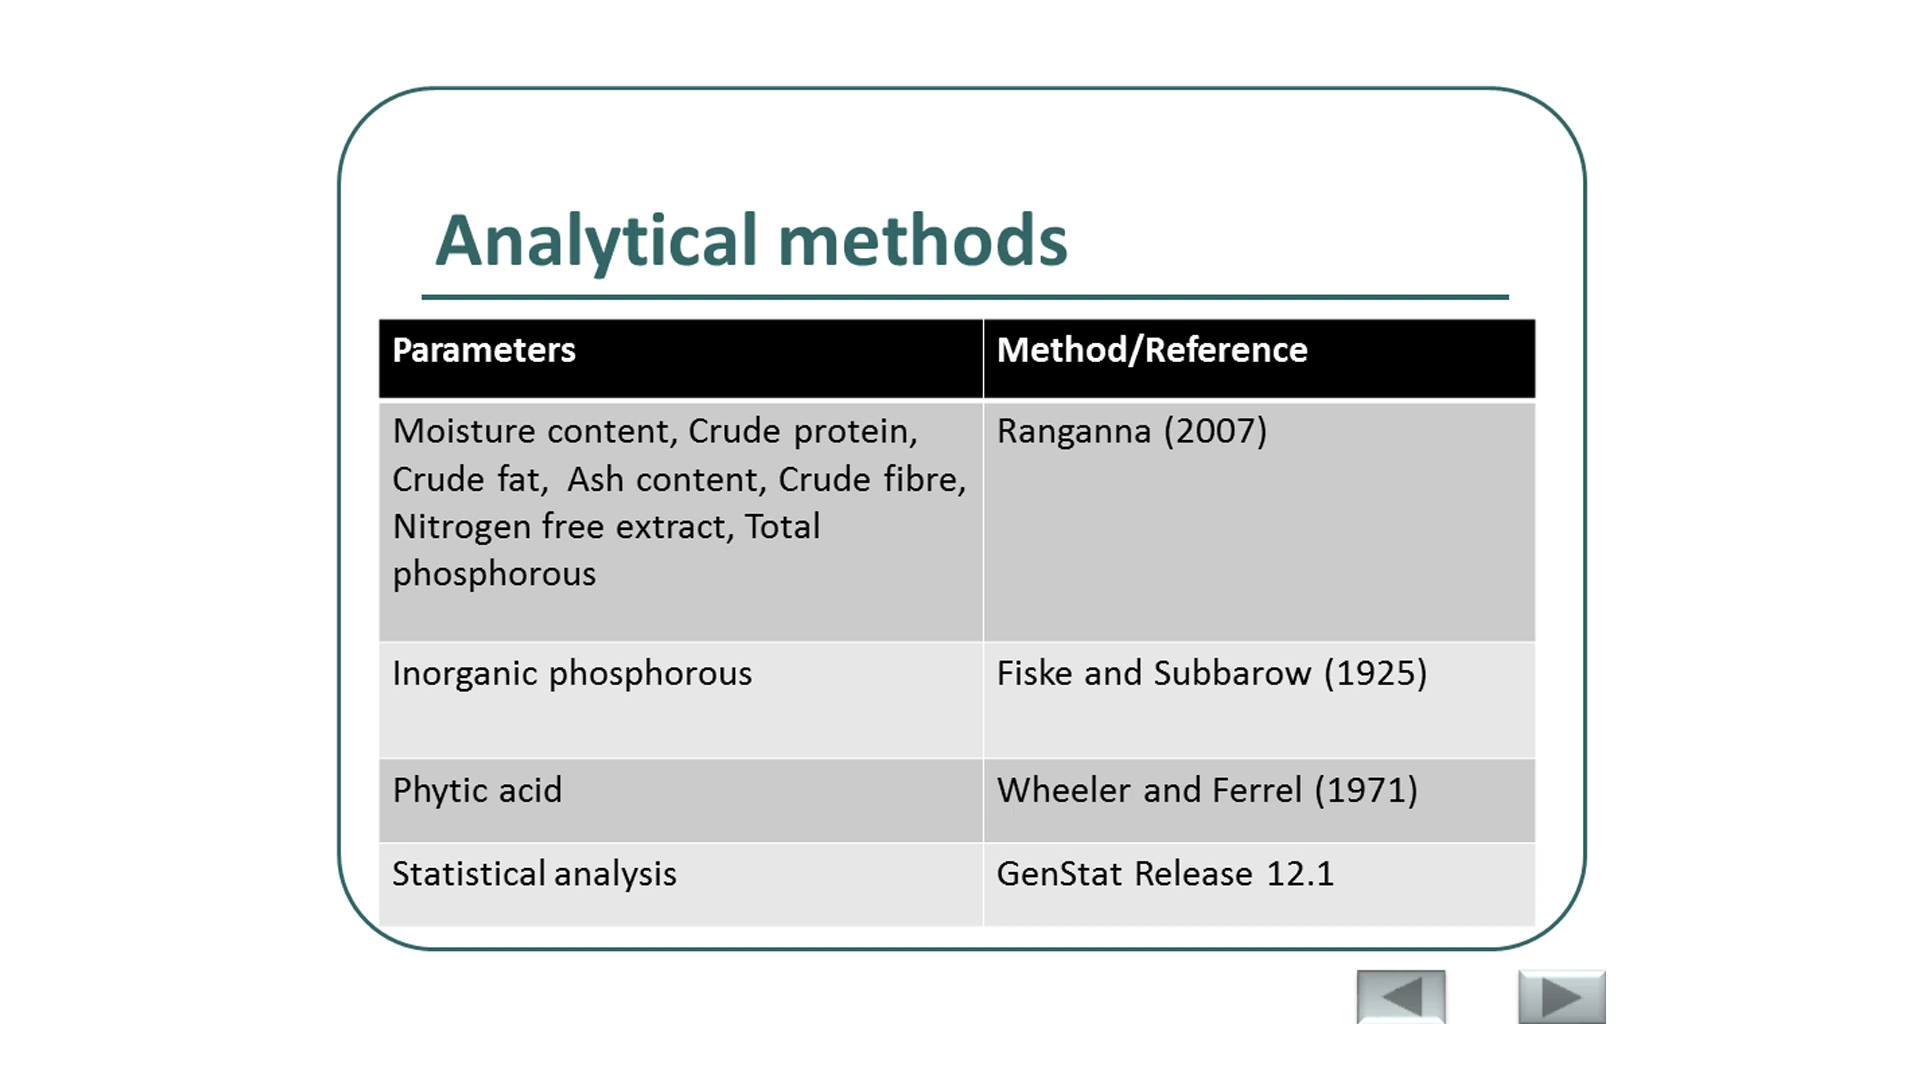 Analytical methods
Parameters
Method/Reference
Moisture content, Crude protein,
Crude fat, Ash content, Crude fibre,
Nitrogen free extract, Total
phosphorous
Ranganna (2007)
Inorganic phosphorous
Fiske and Subbarow (1925)
Phytic acid
Wheeler and Ferrel (1971)
Statistical analysis
GenStat Release 12.1